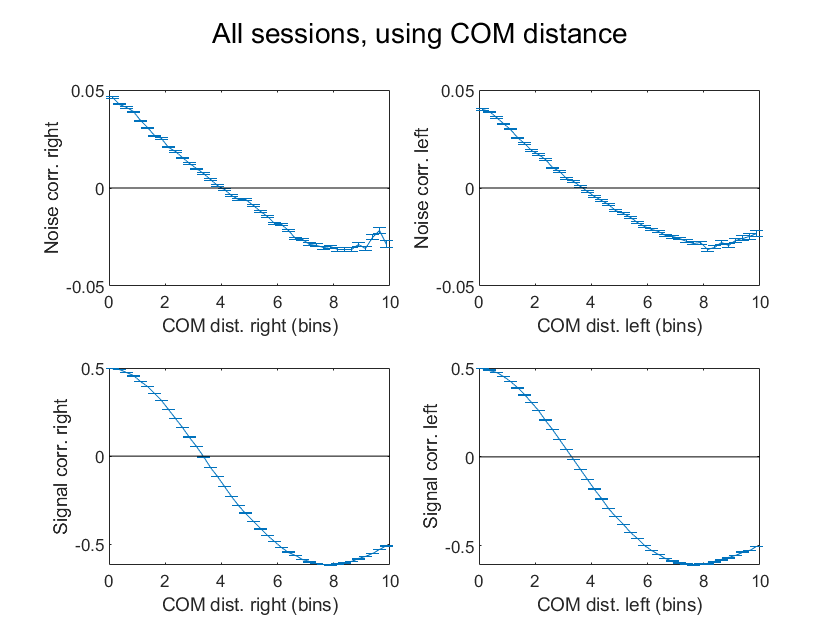 All sessions, using COM distance
0.05
0
-0.05
Noise corr. right
0 2 4 6 8 10
COM dist. right (bins)
0.05
0
-0.05
Noise corr. left
0 2 4 6 8 10
COM dist. left (bins)
0.5
0
-0.5
Signal corr. right
0 2 4 6 8 10
COM dist. right (bins)
0.5
0
-0.5
Signal corr. left
0 2 4 6 8 10
COM dist. left (bins)